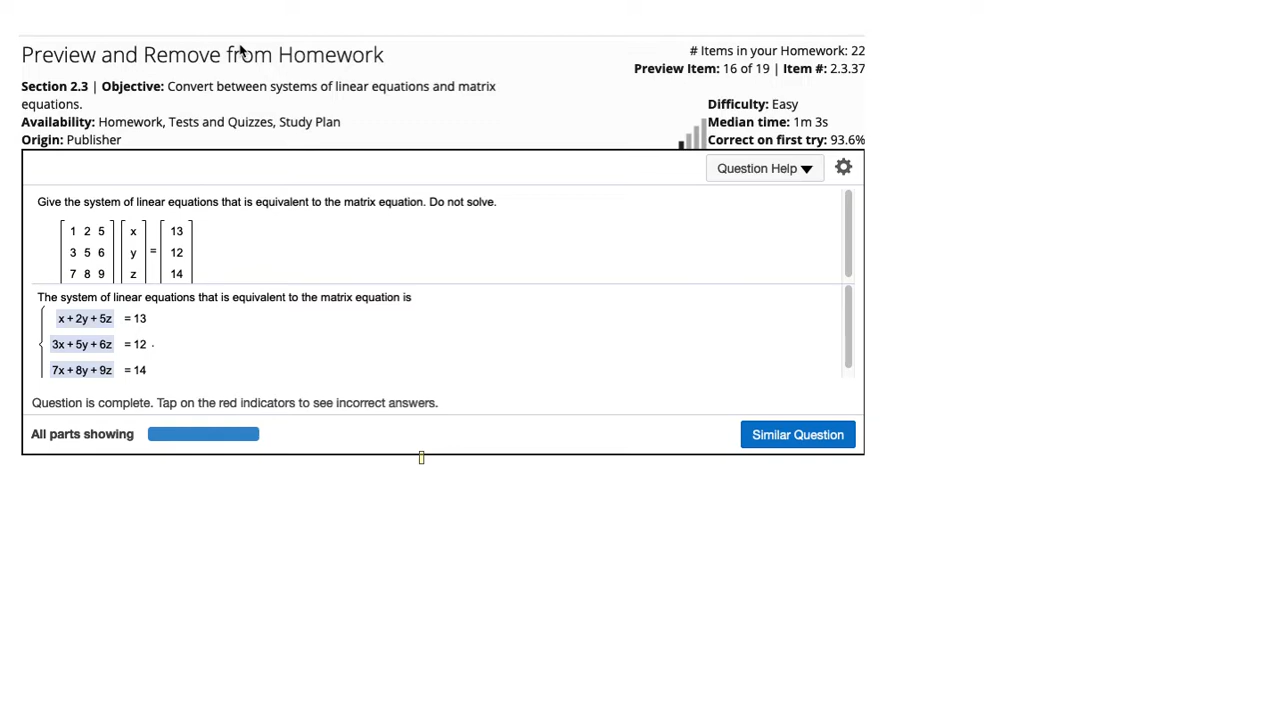 Preview and Remove from Homework
# Items in your Homework: 22
Preview Item: 16 of 19 | Item #: 2.3.37
Section 2.3 | Objective: Convert between systems of linear equations and matrix
equations.
Availability: Homework, Tests and Quizzes, Study Plan
Origin: Publisher
Difficulty: Easy
Median time: 1m 3s
Correct on first try: 93.6%
Question Help
Give the system of linear equations that is equivalent to the matrix equation. Do not solve.
1 2 5 x 13
3 5 6 y = 12
7 8 9 z 14
The system of linear equations that is equivalent to the matrix equation is
x + 2y + 5z = 13
3x + 5y + 6z = 12 .
7x + 8y + 9z = 14
Question is complete. Tap on the red indicators to see incorrect answers.
All parts showing
Similar Question